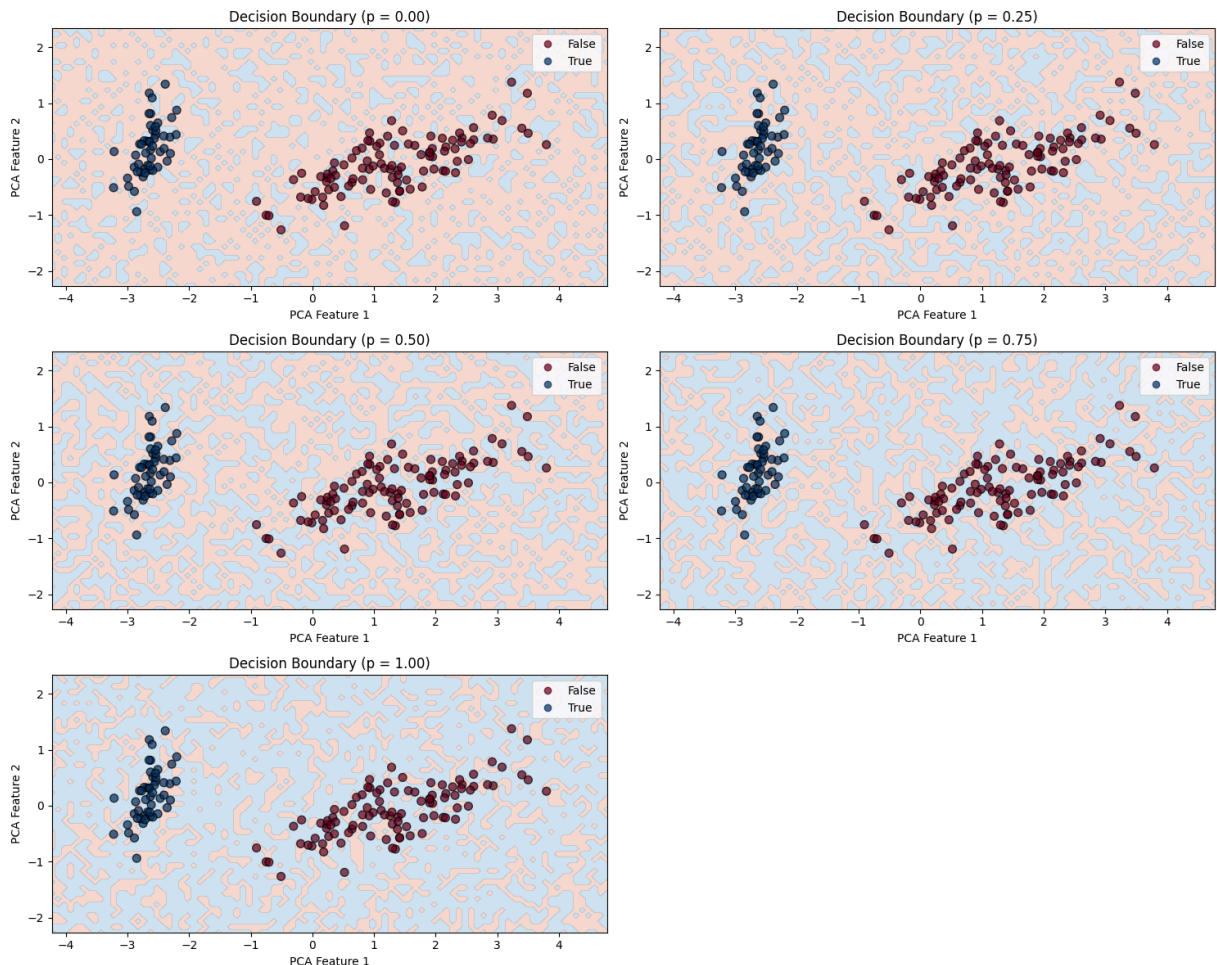 Decision Boundary (p = 0.00)
PCA Feature 2
2
1
0
−1
−2
False
True
−4 −3 −2 −1 0 1 2 3 4
PCA Feature 1
Decision Boundary (p = 0.25)
PCA Feature 2
2
1
0
−1
−2
False
True
−4 −3 −2 −1 0 1 2 3 4
PCA Feature 1
Decision Boundary (p = 0.50)
PCA Feature 2
2
1
0
−1
−2
False
True
−4 −3 −2 −1 0 1 2 3 4
PCA Feature 1
Decision Boundary (p = 0.75)
PCA Feature 2
2
1
0
−1
−2
False
True
−4 −3 −2 −1 0 1 2 3 4
PCA Feature 1
Decision Boundary (p = 1.00)
PCA Feature 2
2
1
0
−1
−2
False
True
−4 −3 −2 −1 0 1 2 3 4
PCA Feature 1